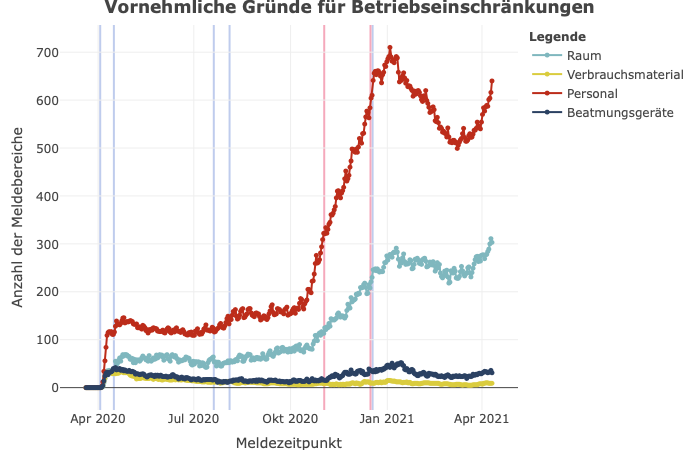 Vornehmliche Gründe für Betriebseinschränkungen
Legende
Raum
Verbrauchsmaterial
Personal
Beatmungsgeräte
Anzahl der Meldebereiche
700
600
500
400
300
200
100
0
Apr 2020
Jul 2020
Okt 2020
Jan 2021
Apr 2021
Meldezeitpunkt